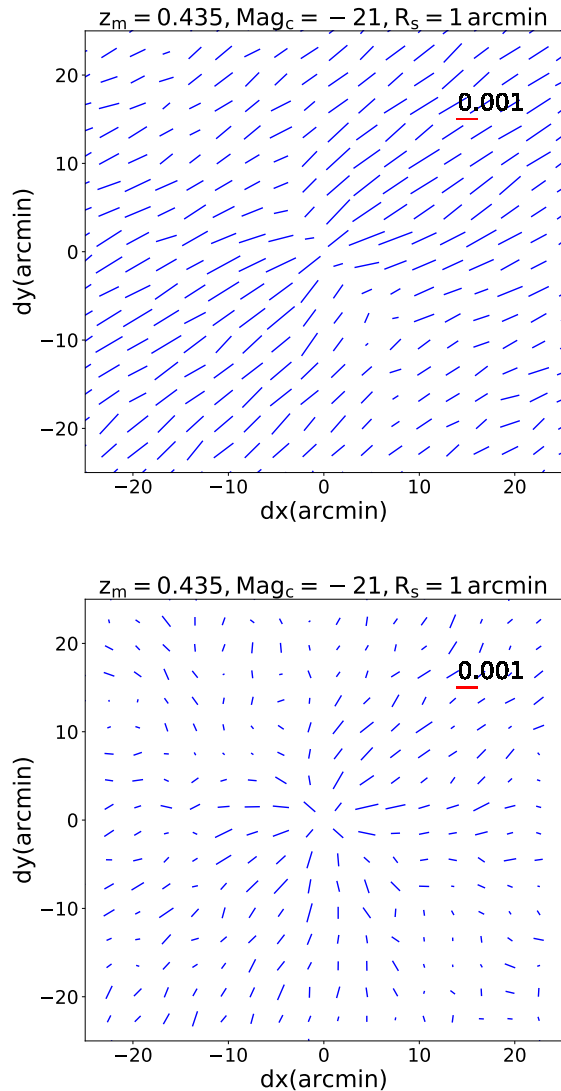 z_m = 0.435, Mag_c = −21, R_s = 1 arcmin
20
0.001
10
dy(arcmin)
0
−10
−20
−20 −10 0 10 20
dx(arcmin)
z_m = 0.435, Mag_c = −21, R_s = 1 arcmin
20
0.001
10
dy(arcmin)
0
−10
−20
−20 −10 0 10 20
dx(arcmin)